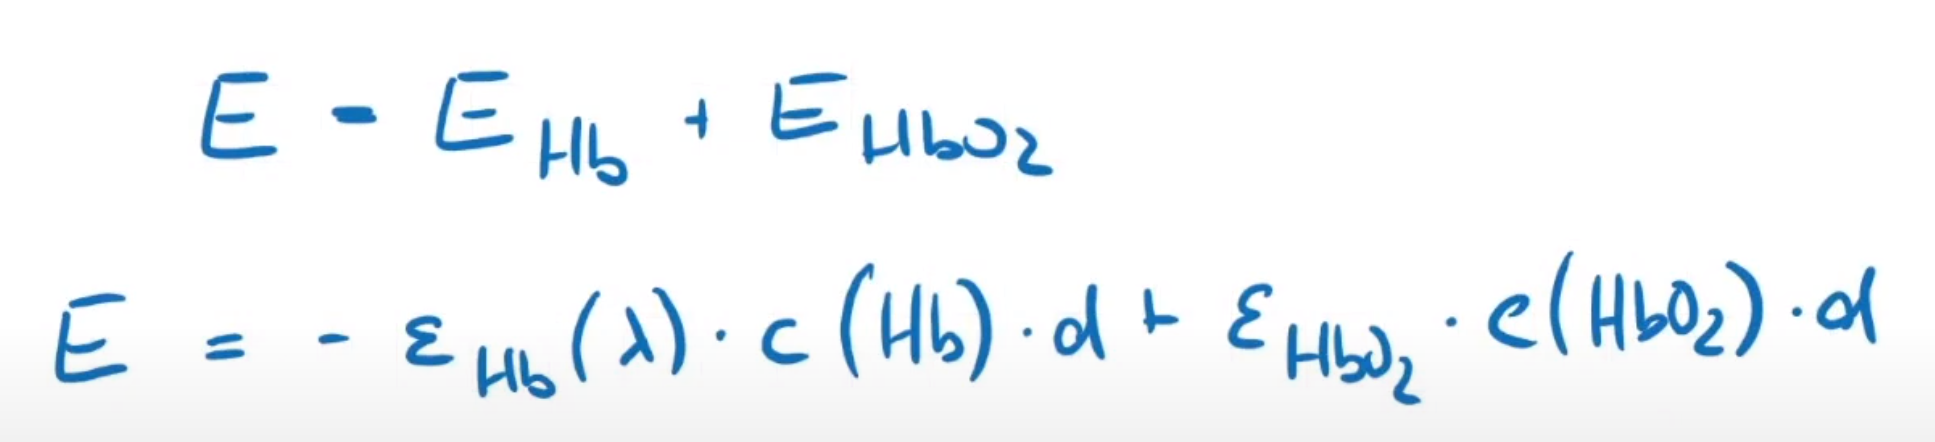 E = E_Hb + E_HbO2
E = - ε_Hb (λ) · c (Hb) · d + ε_HbO2 · c(HbO2) · d